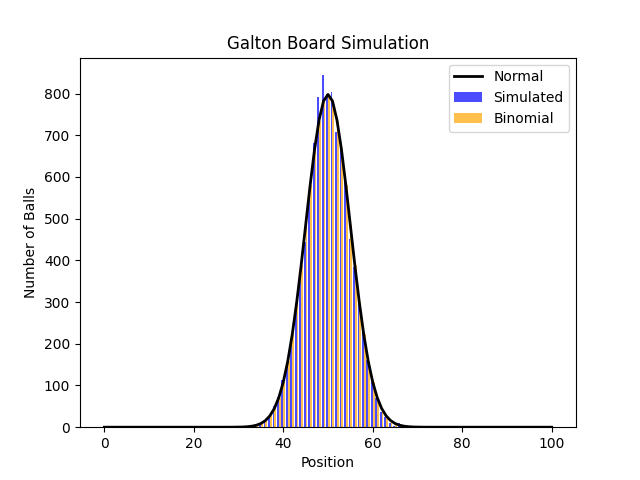 Galton Board Simulation
Normal
Simulated
Binomial
Number of Balls
800
700
600
500
400
300
200
100
0
0 20 40 60 80 100
Position